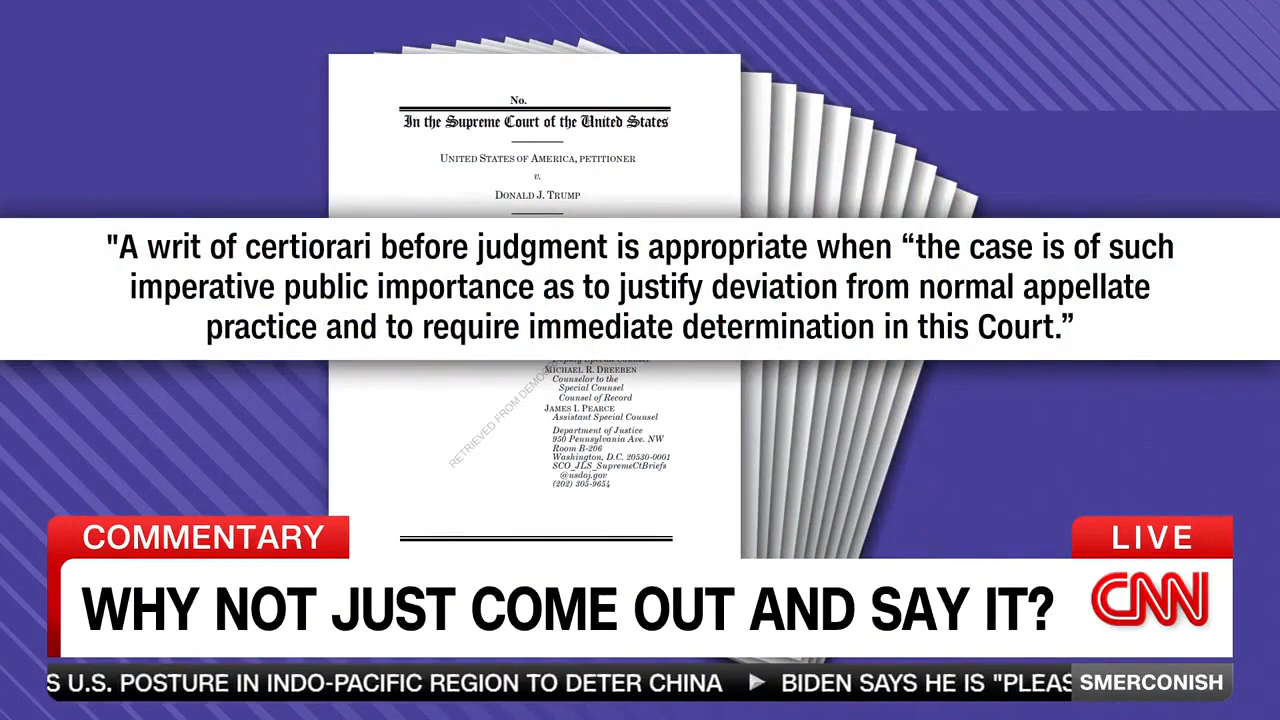 No.
In the Supreme Court of the United States
UNITED STATES OF AMERICA, PETITIONER
v.
DONALD J. TRUMP
"A writ of certiorari before judgment is appropriate when “the case is of such
imperative public importance as to justify deviation from normal appellate
practice and to require immediate determination in this Court.”
Deputy Special Counsel
MICHAEL R. DREEBEN
Counselor to the
Special Counsel
Counsel of Record
JAMES I. PEARCE
Assistant Special Counsel
Department of Justice
950 Pennsylvania Ave. NW
Room B-206
Washington, D.C. 20530-0001
SCO_JLS_SupremeCtBriefs
@usdoj.gov
(202) 305-9654
RETRIEVED FROM
COMMENTARY
LIVE
WHY NOT JUST COME OUT AND SAY IT?
CNN
S U.S. POSTURE IN INDO-PACIFIC REGION TO DETER CHINA ▶ BIDEN SAYS HE IS "PLEAS
SMERCONISH